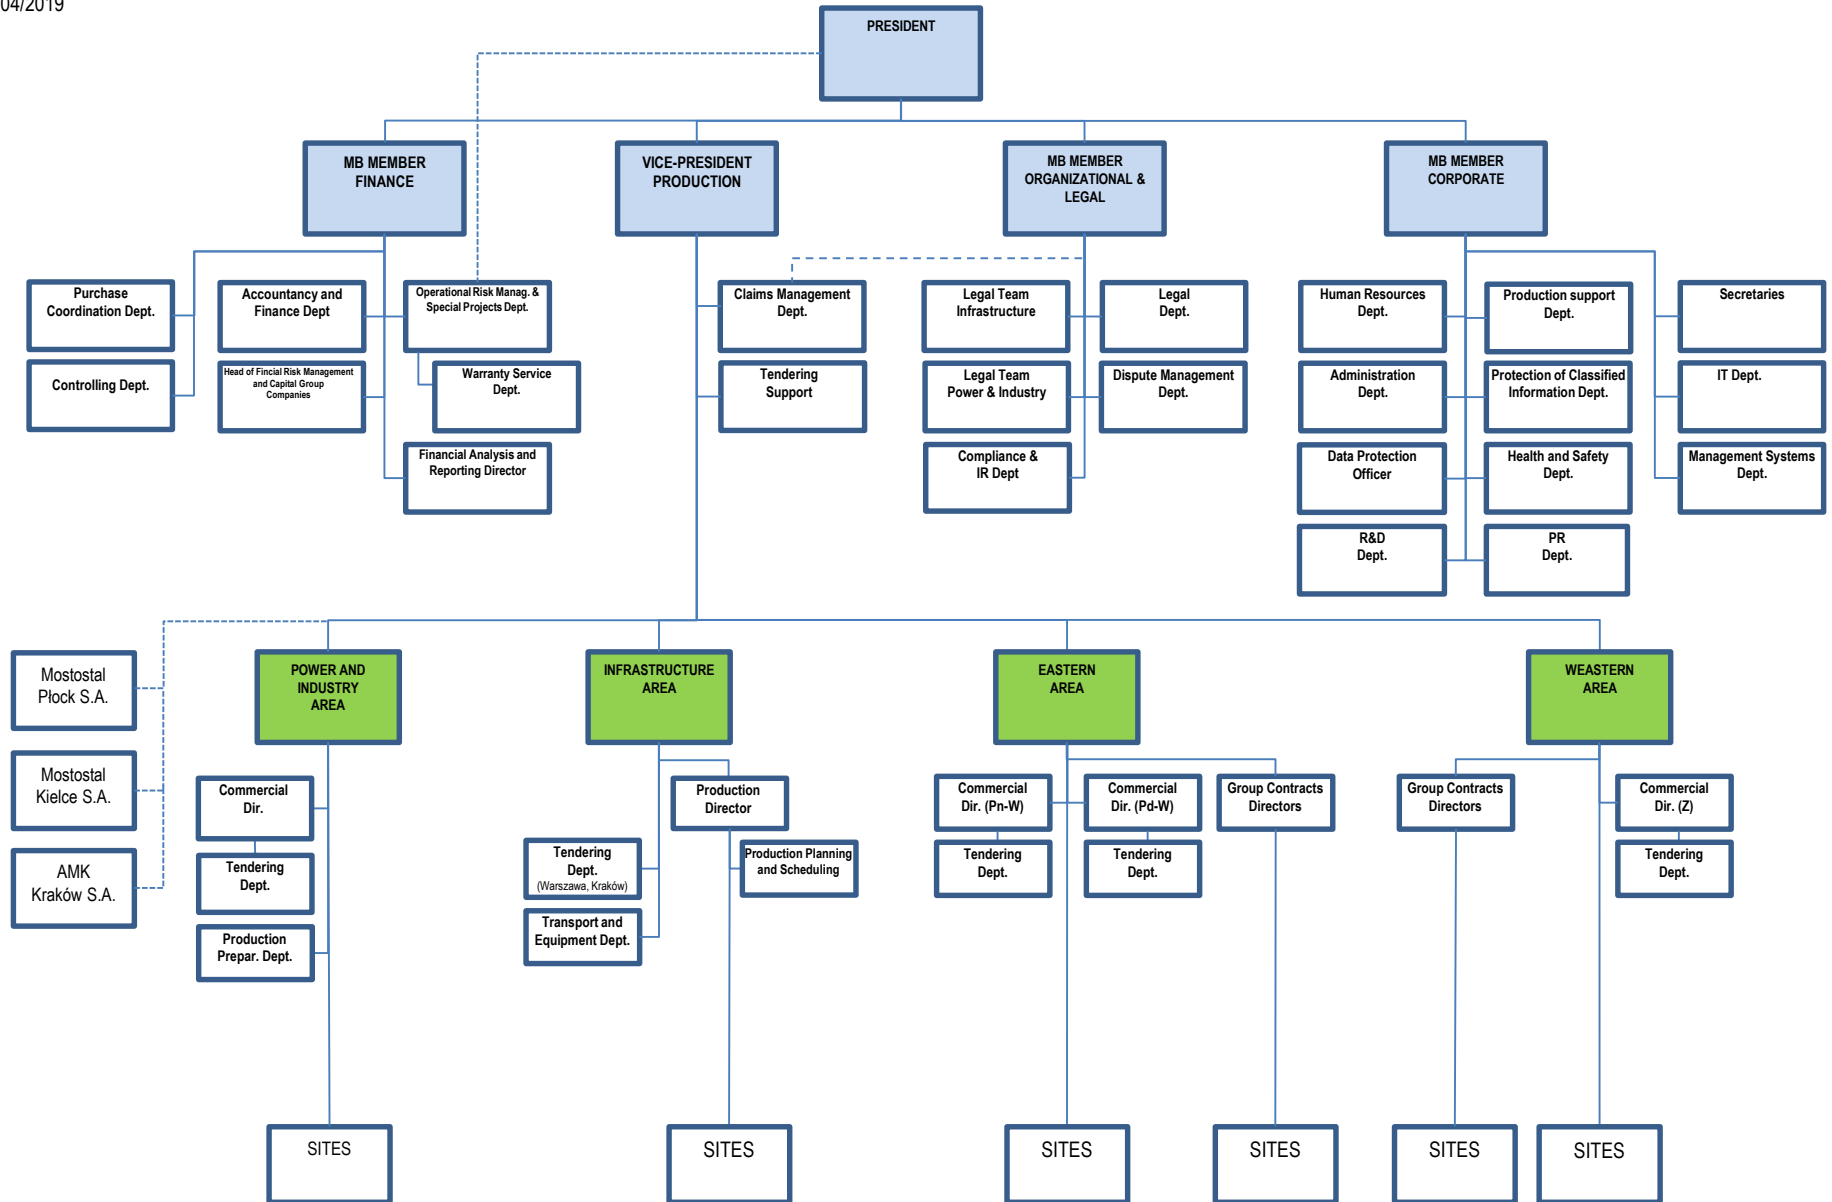 04/2019
PRESIDENT
MB MEMBER
FINANCE
VICE-PRESIDENT
PRODUCTION
MB MEMBER
ORGANIZATIONAL &
LEGAL
MB MEMBER
CORPORATE
Purchase
Coordination Dept.
Accountancy and
Finance Dept
Operational Risk Manag. &
Special Projects Dept.
Claims Management
Dept.
Legal Team
Infrastructure
Legal
Dept.
Human Resources
Dept.
Production support
Dept.
Secretaries
Controlling Dept.
Head of Fincial Risk Management
and Capital Group
Companies
Warranty Service
Dept.
Tendering
Support
Legal Team
Power & Industry
Dispute Management
Dept.
Administration
Dept.
Protection of Classified
Information Dept.
IT Dept.
Financial Analysis and
Reporting Director
Compliance &
IR Dept
Data Protection
Officer
Health and Safety
Dept.
Management Systems
Dept.
R&D
Dept.
PR
Dept.
Mostostal
Płock S.A.
POWER AND
INDUSTRY
AREA
INFRASTRUCTURE
AREA
EASTERN
AREA
WEASTERN
AREA
Mostostal
Kielce S.A.
Commercial
Dir.
Production
Director
Commercial
Dir. (Pn-W)
Commercial
Dir. (Pd-W)
Group Contracts
Directors
Group Contracts
Directors
Commercial
Dir. (Z)
AMK
Kraków S.A.
Tendering
Dept.
Tendering
Dept.
(Warszawa, Kraków)
Production Planning
and Scheduling
Tendering
Dept.
Tendering
Dept.
Tendering
Dept.
Production
Prepar. Dept.
Transport and
Equipment Dept.
SITES
SITES
SITES
SITES
SITES
SITES